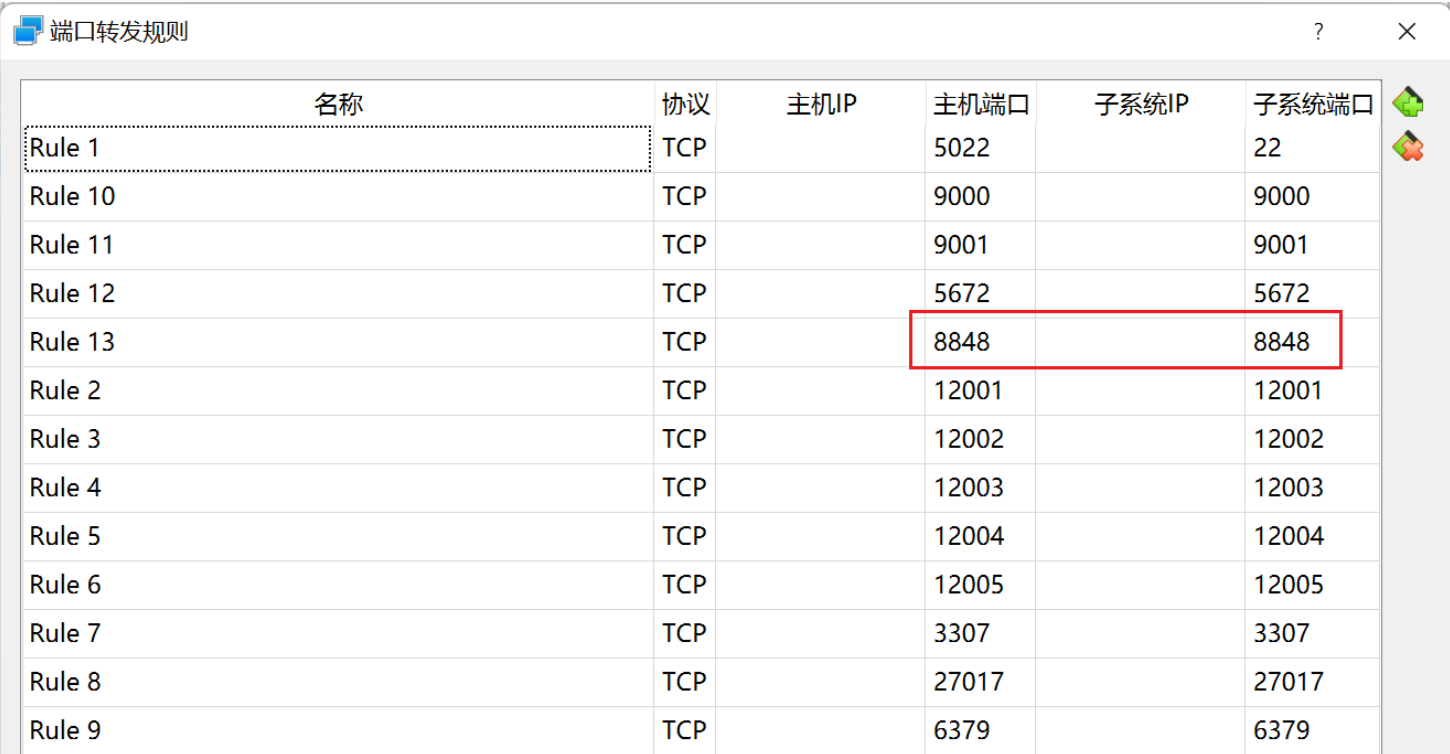 端口转发规则 ?
名称 协议 主机IP 主机端口 子系统IP 子系统端口
Rule 1 TCP 5022 22
Rule 10 TCP 9000 9000
Rule 11 TCP 9001 9001
Rule 12 TCP 5672 5672
Rule 13 TCP 8848 8848
Rule 2 TCP 12001 12001
Rule 3 TCP 12002 12002
Rule 4 TCP 12003 12003
Rule 5 TCP 12004 12004
Rule 6 TCP 12005 12005
Rule 7 TCP 3307 3307
Rule 8 TCP 27017 27017
Rule 9 TCP 6379 6379